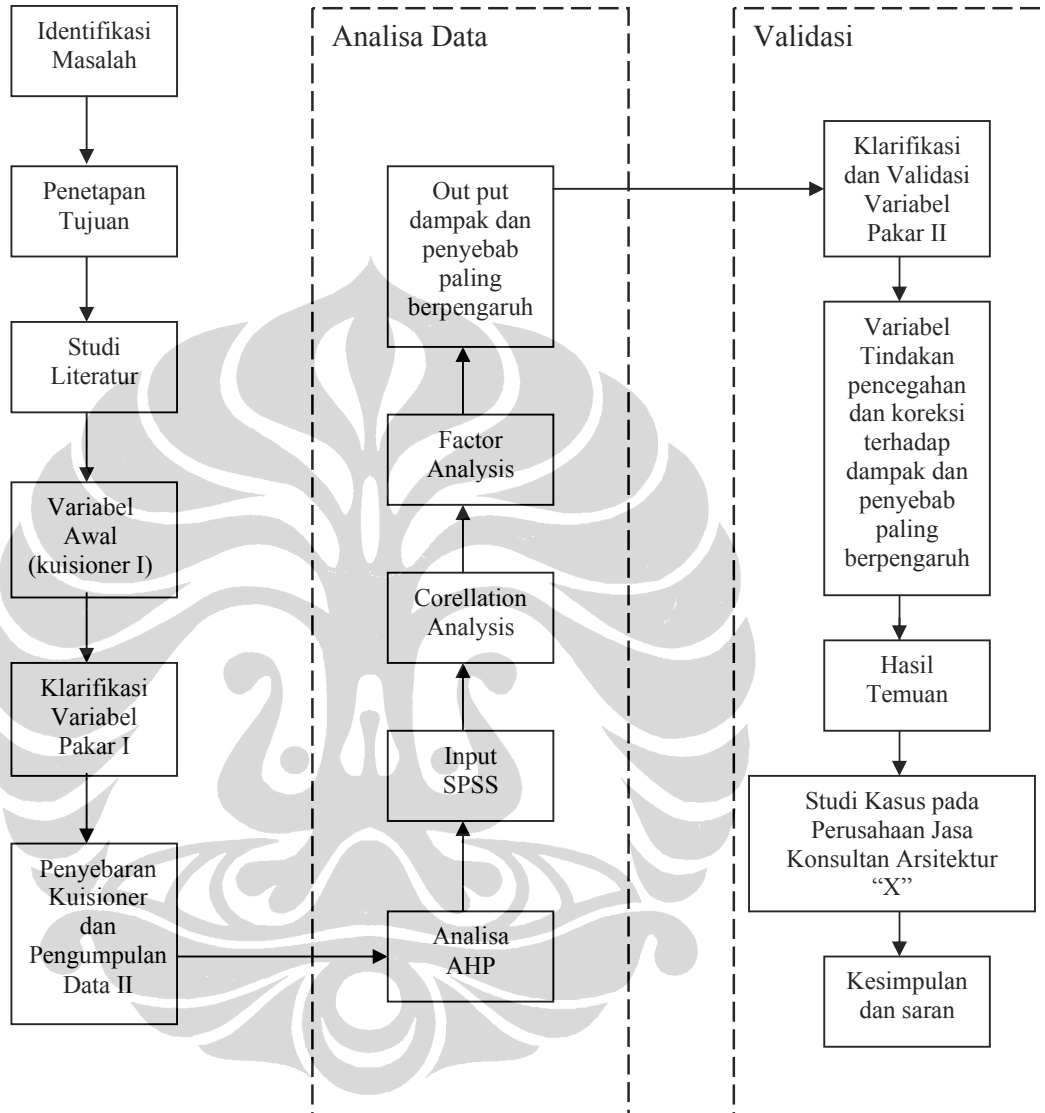 Identifikasi
Masalah
Penetapan
Tujuan
Studi
Literatur
Variabel
Awal
(kuisioner I)
Klarifikasi
Variabel
Pakar I
Penyebaran
Kuisioner
dan
Pengumpulan
Data II
Analisa Data
Analisa
AHP
Input
SPSS
Corellation
Analysis
Factor
Analysis
Out put
dampak dan
penyebab
paling
berpengaruh
Validasi
Klarifikasi
dan Validasi
Variabel
Pakar II
Variabel
Tindakan
pencegahan
dan koreksi
terhadap
dampak dan
penyebab
paling
berpengaruh
Hasil
Temuan
Studi Kasus pada
Perusahaan Jasa
Konsultan Arsitektur
“X”
Kesimpulan
dan saran